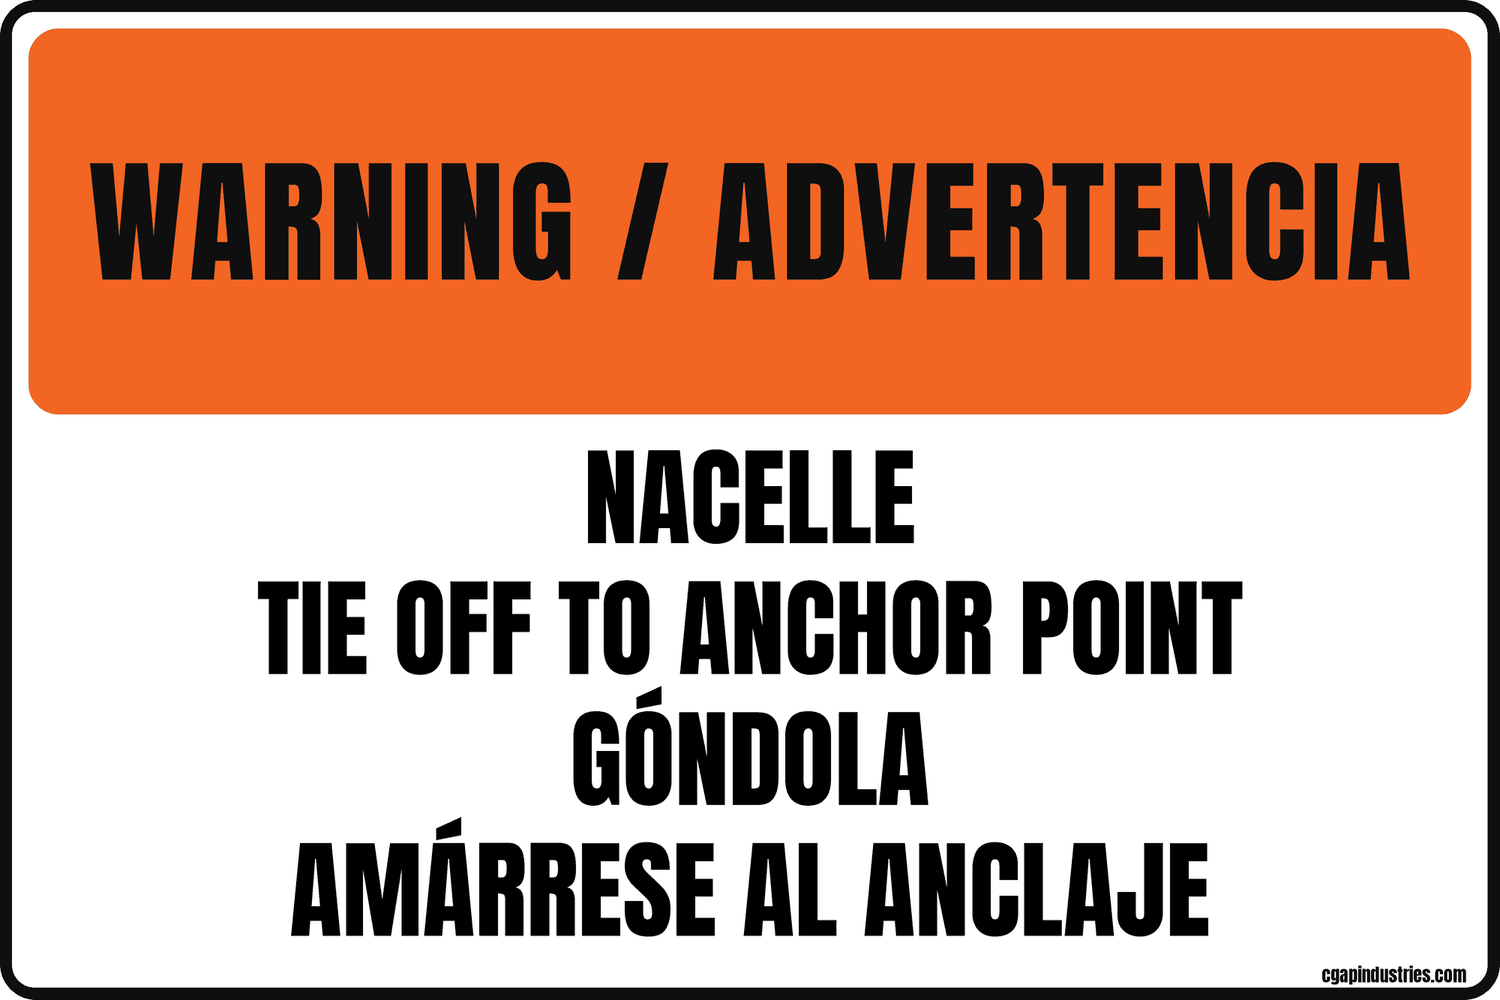 WARNING / ADVERTENCIA
NACELLE
TIE OFF TO ANCHOR POINT
GÓNDOLA
AMÁRRESE AL ANCLAJE
cgapindustries.com